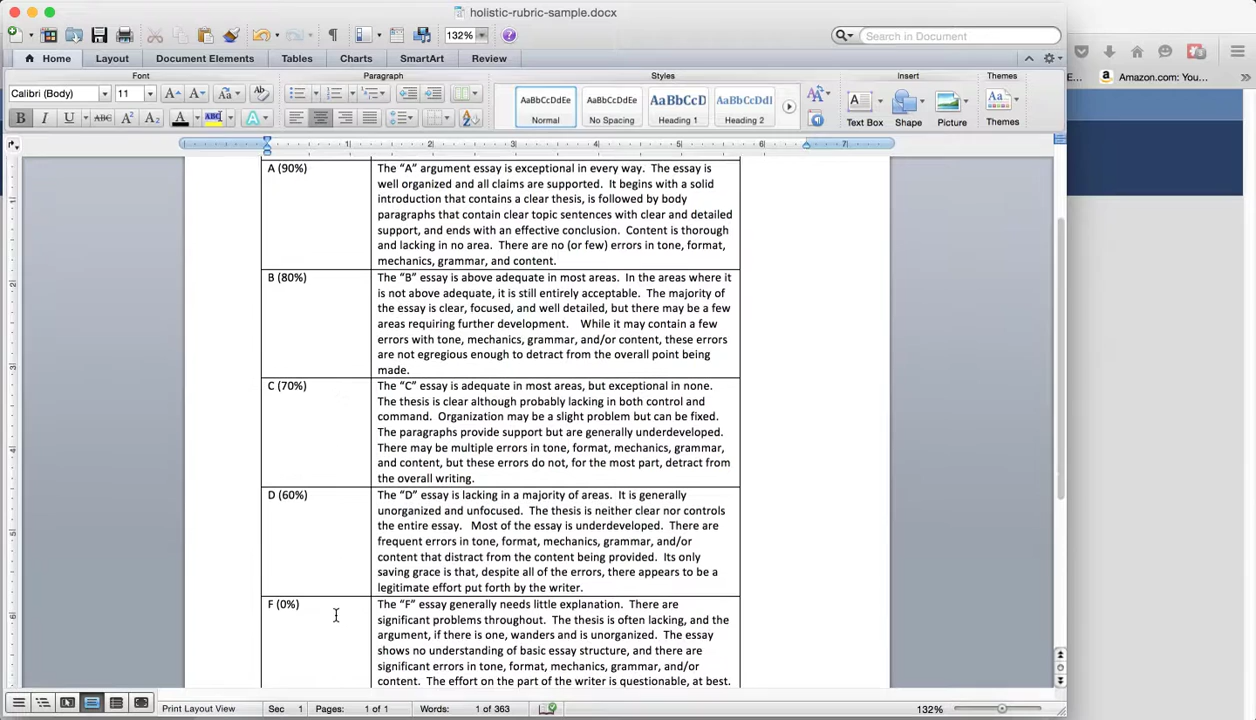 holistic-rubric-sample.docx
132%
Search in Document
Home
Layout
Document Elements
Tables
Charts
SmartArt
Review
Font
Paragraph
Styles
Insert
Themes
Calibri (Body)
11
AaBbCcDdEe
Normal
AaBbCcDdEe
No Spacing
AaBbCcD
Heading 1
AaBbCcDdI
Heading 2
Text Box
Shape
Picture
Themes
E...
Amazon.com: You...
A (90%)
The “A” argument essay is exceptional in every way. The essay is
well organized and all claims are supported. It begins with a solid
introduction that contains a clear thesis, is followed by body
paragraphs that contain clear topic sentences with clear and detailed
support, and ends with an effective conclusion. Content is thorough
and lacking in no area. There are no (or few) errors in tone, format,
mechanics, grammar, and content.
B (80%)
The “B” essay is above adequate in most areas. In the areas where it
is not above adequate, it is still entirely acceptable. The majority of
the essay is clear, focused, and well detailed, but there may be a few
areas requiring further development. While it may contain a few
errors with tone, mechanics, grammar, and/or content, these errors
are not egregious enough to detract from the overall point being
made.
C (70%)
The “C” essay is adequate in most areas, but exceptional in none.
The thesis is clear although probably lacking in both control and
command. Organization may be a slight problem but can be fixed.
The paragraphs provide support but are generally underdeveloped.
There may be multiple errors in tone, format, mechanics, grammar,
and content, but these errors do not, for the most part, detract from
the overall writing.
D (60%)
The “D” essay is lacking in a majority of areas. It is generally
unorganized and unfocused. The thesis is neither clear nor controls
the entire essay. Most of the essay is underdeveloped. There are
frequent errors in tone, format, mechanics, grammar, and/or
content that distract from the content being provided. Its only
saving grace is that, despite all of the errors, there appears to be a
legitimate effort put forth by the writer.
F (0%)
The “F” essay generally needs little explanation. There are
significant problems throughout. The thesis is often lacking, and the
argument, if there is one, wanders and is unorganized. The essay
shows no understanding of basic essay structure, and there are
significant errors in tone, format, mechanics, grammar, and/or
content. The effort on the part of the writer is questionable, at best.
Print Layout View
Sec 1
Pages: 1 of 1
Words: 1 of 363
132%